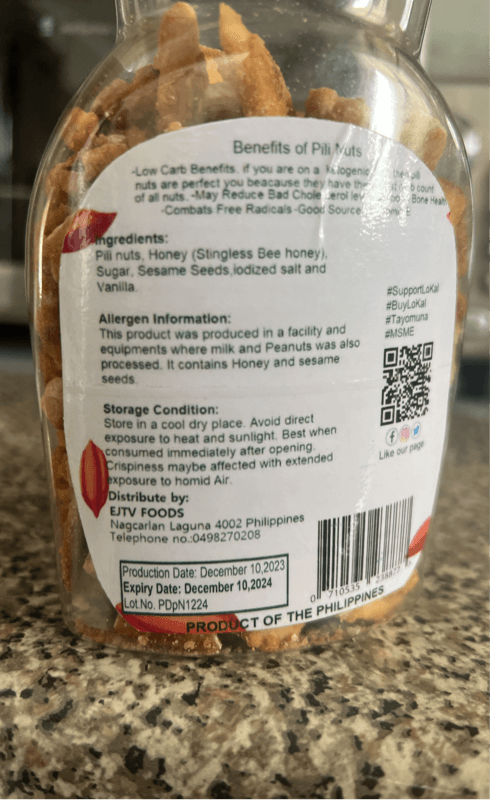 Benefits of Pili Nuts
-Low Carb Benefits, if you are on a Ketogenic
nuts are perfect you beacause they have the count
of all nuts. -May Reduce Bad Cholesterol Bone Health
-Combats Free Radicals -Good Source
Ingredients:
Pili nuts, Honey (Stingless Bee honey),
Sugar, Sesame Seeds,iodized salt and
Vanilla.
Allergen Information:
This product was produced in a facility and
equipments where milk and Peanuts was also
processed. It contains Honey and sesame
seeds.
#SupportLoKal
#BuyLoKal
#Tayomuna
#MSME
Like our page
Storage Condition:
Store in a cool dry place. Avoid direct
exposure to heat and sunlight. Best when
consumed immediately after opening.
Crispiness maybe affected with extended
exposure to homid Air.
Distribute by:
EJTV FOODS
Nagcarlan Laguna 4002 Philippines
Telephone no.:0498270208
Production Date: December 10,2023
Expiry Date: December 10,2024
Lot.No. PDpN1224
PRODUCT OF THE PHILIPPINES